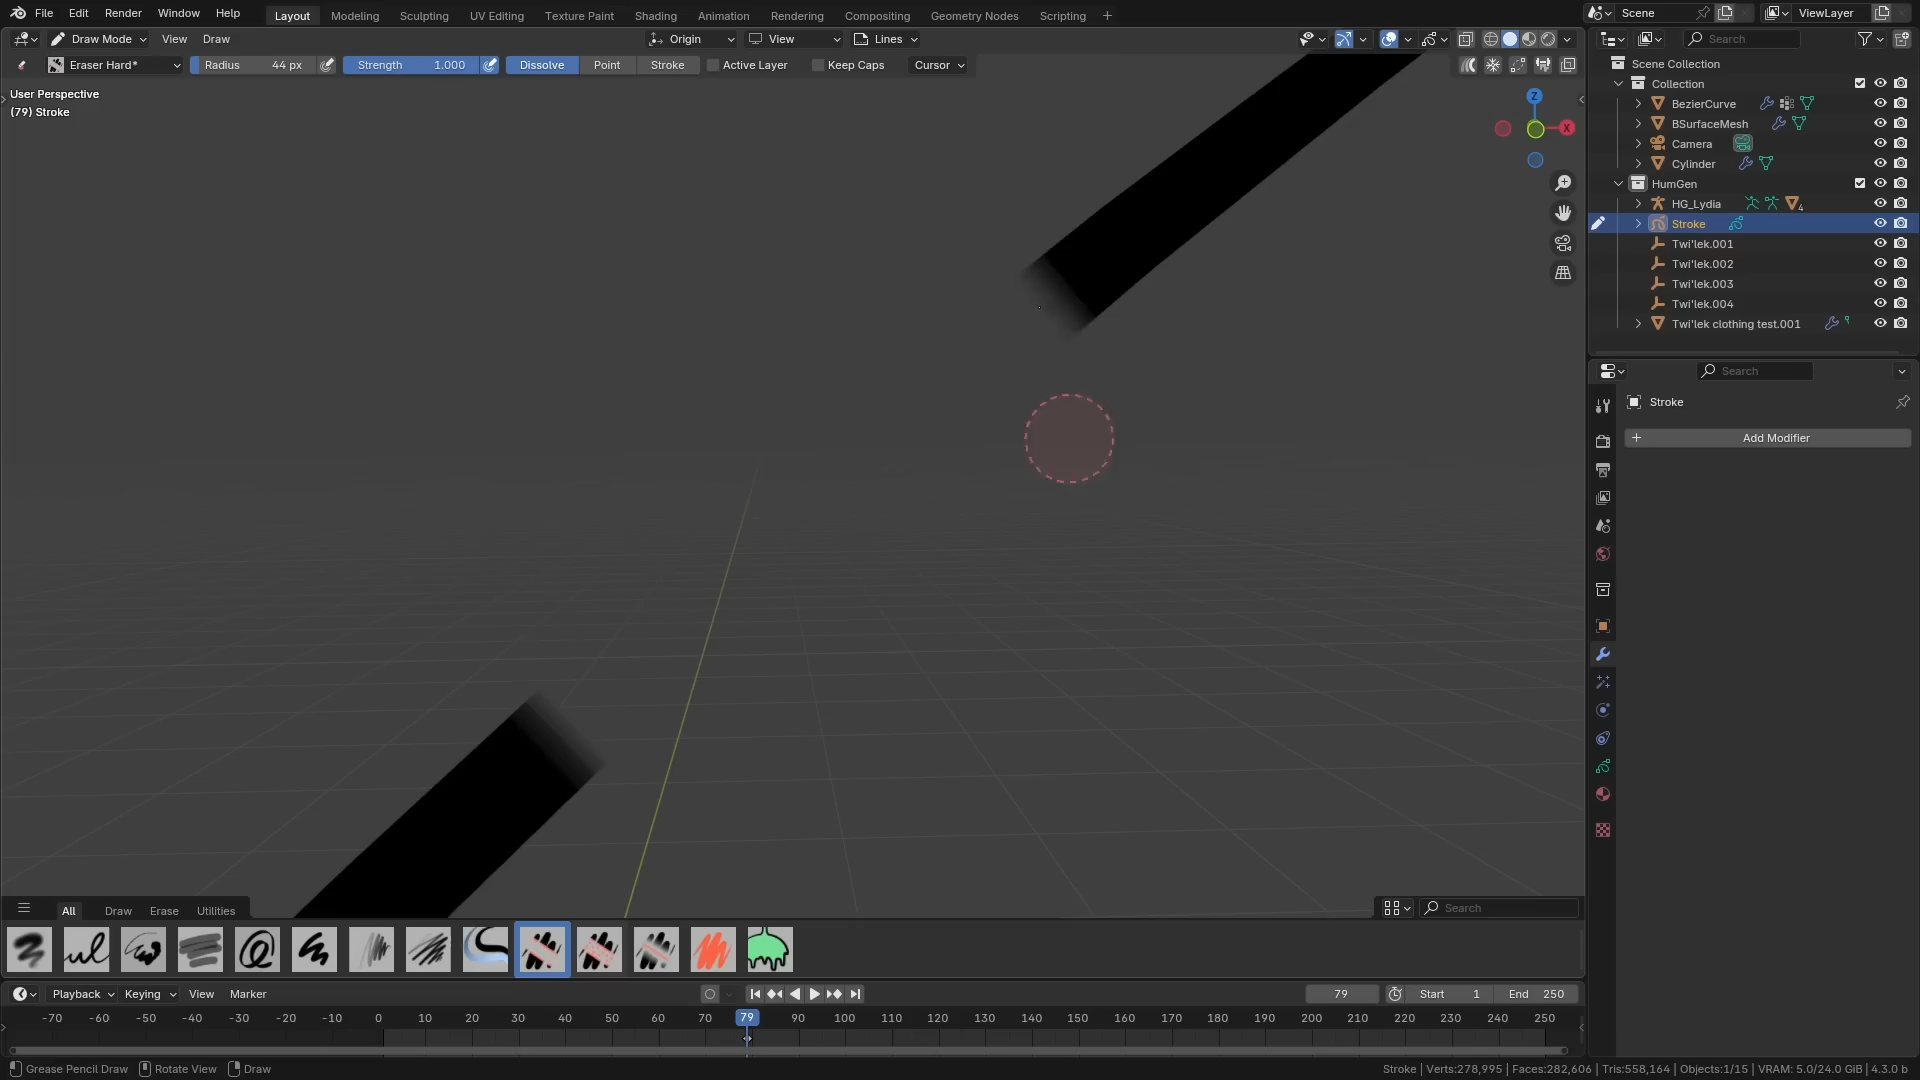 File Edit Render Window Help Layout Modeling Sculpting UV Editing Texture Paint Shading Animation Rendering Compositing Geometry Nodes Scripting + Scene ViewLayer
Draw Mode View Draw Origin View Lines Search
Eraser Hard* Radius 44 px Strength 1.000 Dissolve Point Stroke Active Layer Keep Caps Cursor
User Perspective
(79) Stroke
Z
X
Scene Collection
Collection
BezierCurve
BSurfaceMesh
Camera
Cylinder
HumGen
HG_Lydia 4
Stroke
Twi'lek.001
Twi'lek.002
Twi'lek.003
Twi'lek.004
Twi'lek clothing test.001
Search
Stroke
+ Add Modifier
All Draw Erase Utilities Search
Playback Keying View Marker 79 Start 1 End 250
-70 -60 -50 -40 -30 -20 -10 0 10 20 30 40 50 60 70 79 90 100 110 120 130 140 150 160 170 180 190 200 210 220 230 240 250
Grease Pencil Draw Rotate View Draw Stroke | Verts:278,995 | Faces:282,606 | Tris:558,164 | Objects:1/15 | VRAM: 5.0/24.0 GiB | 4.3.0 b